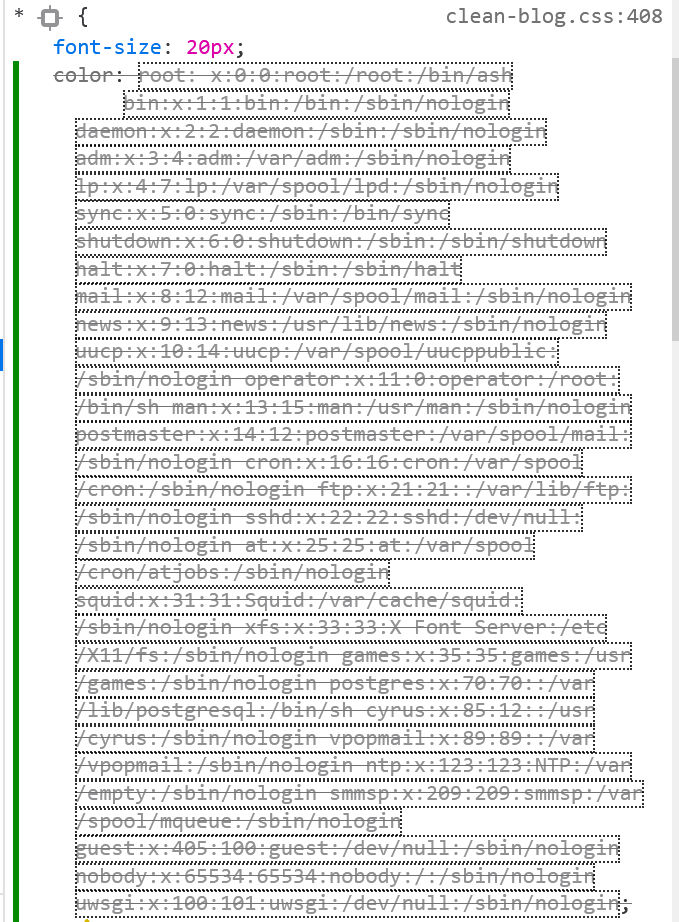 * { clean-blog.css:408
font-size: 20px;
color: root: x:0:0:root:/root:/bin/ash
bin:x:1:1:bin:/bin:/sbin/nologin
daemon:x:2:2:daemon:/sbin:/sbin/nologin
adm:x:3:4:adm:/var/adm:/sbin/nologin
lp:x:4:7:lp:/var/spool/lpd:/sbin/nologin
sync:x:5:0:sync:/sbin:/bin/sync
shutdown:x:6:0:shutdown:/sbin:/sbin/shutdown
halt:x:7:0:halt:/sbin:/sbin/halt
mail:x:8:12:mail:/var/spool/mail:/sbin/nologin
news:x:9:13:news:/usr/lib/news:/sbin/nologin
uucp:x:10:14:uucp:/var/spool/uucppublic:
/sbin/nologin operator:x:11:0:operator:/root:
/bin/sh man:x:13:15:man:/usr/man:/sbin/nologin
postmaster:x:14:12:postmaster:/var/spool/mail:
/sbin/nologin cron:x:16:16:cron:/var/spool
/cron:/sbin/nologin ftp:x:21:21::/var/lib/ftp:
/sbin/nologin sshd:x:22:22:sshd:/dev/null:
/sbin/nologin at:x:25:25:at:/var/spool
/cron/atjobs:/sbin/nologin
squid:x:31:31:Squid:/var/cache/squid:
/sbin/nologin xfs:x:33:33:X Font Server:/etc
/X11/fs:/sbin/nologin games:x:35:35:games:/usr
/games:/sbin/nologin postgres:x:70:70::/var
/lib/postgresql:/bin/sh cyrus:x:85:12::/usr
/cyrus:/sbin/nologin vpopmail:x:89:89::/var
/vpopmail:/sbin/nologin ntp:x:123:123:NTP:/var
/empty:/sbin/nologin smmsp:x:209:209:smmsp:/var
/spool/mqueue:/sbin/nologin
guest:x:405:100:guest:/dev/null:/sbin/nologin
nobody:x:65534:65534:nobody:/:/sbin/nologin
uwsgi:x:100:101:uwsgi:/dev/null:/sbin/nologin;